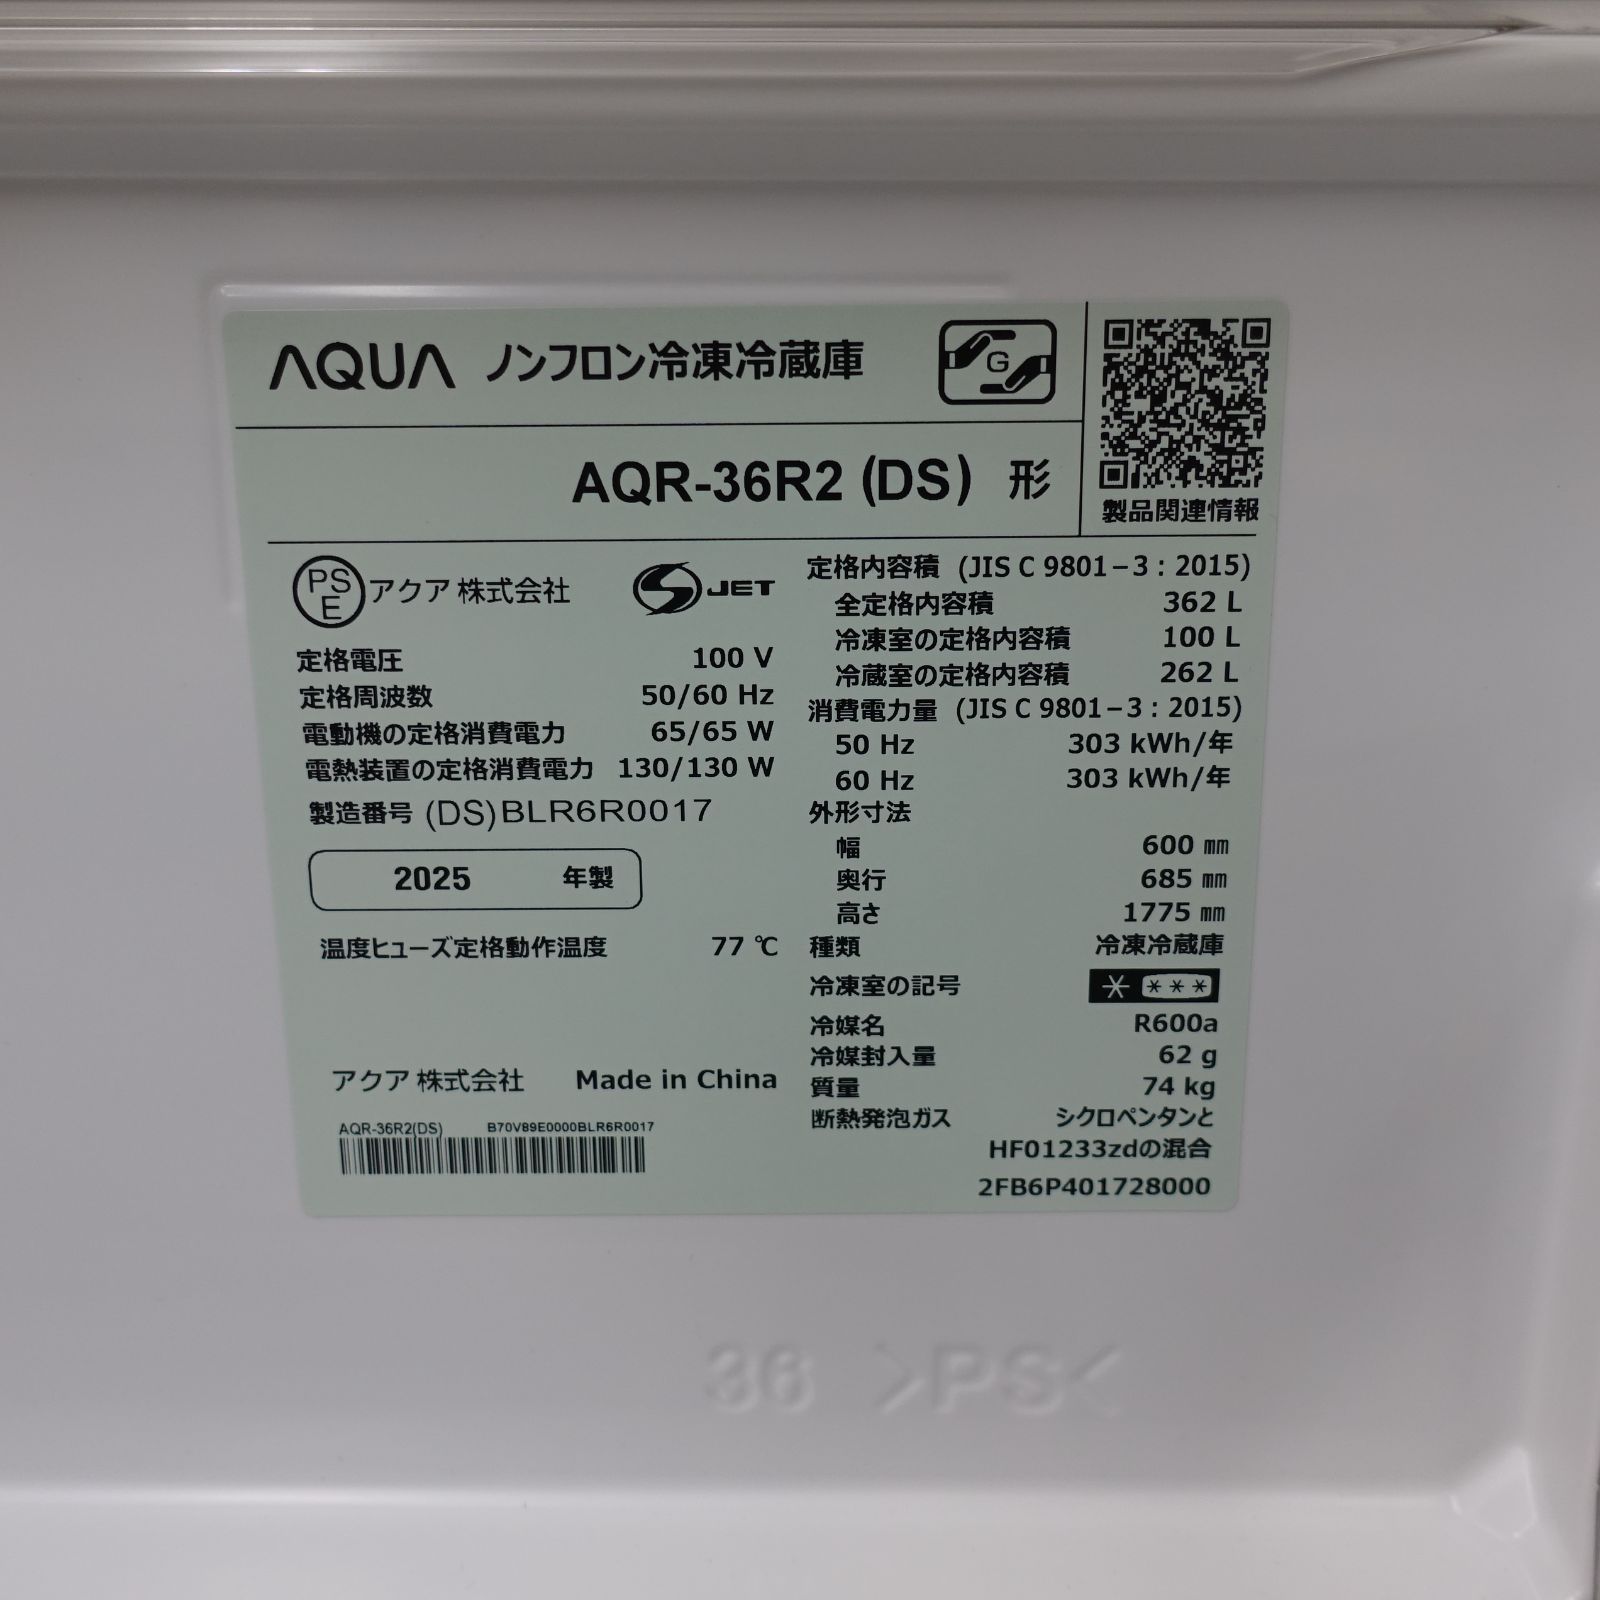 AQUA ノンフロン冷凍冷蔵庫
G
AQR-36R2 (DS) 形
製品関連情報
PS
E
アクア 株式会社
S JET
定格電圧 100 V
定格周波数 50/60 Hz
電動機の定格消費電力 65/65 W
電熱装置の定格消費電力 130/130 W
製造番号 (DS)BLR6R0017
2025 年製
温度ヒューズ定格動作温度 77 ℃
アクア 株式会社 Made in China
AQR-36R2(DS) B70V89E0000BLR6R0017
定格内容積 (JIS C 9801−3 : 2015)
全定格内容積 362 L
冷凍室の定格内容積 100 L
冷蔵室の定格内容積 262 L
消費電力量 (JIS C 9801−3 : 2015)
50 Hz 303 kWh/年
60 Hz 303 kWh/年
外形寸法
幅 600 ㎜
奥行 685 ㎜
高さ 1775 ㎜
種類 冷凍冷蔵庫
冷凍室の記号 * ***
冷媒名 R600a
冷媒封入量 62 g
質量 74 kg
断熱発泡ガス シクロペンタンと
HFO1233zdの混合
2FB6P401728000
36 >PS<